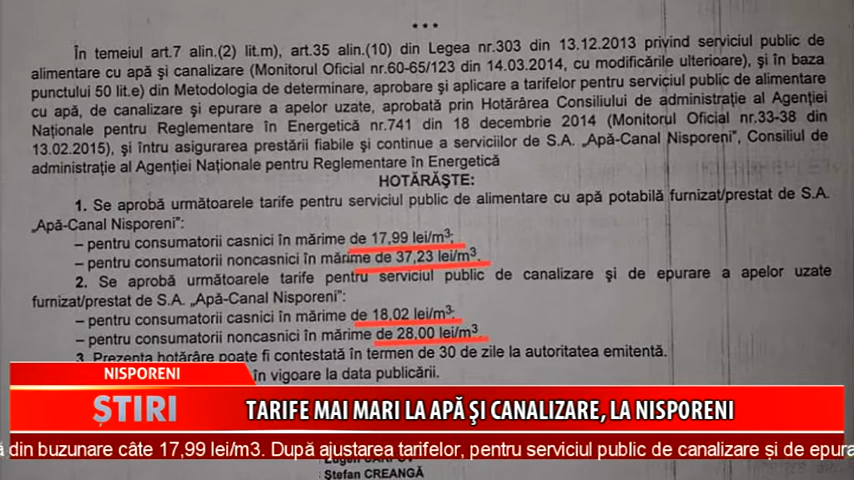 ***
În temeiul art.7 alin.(2) lit.m), art.35 alin.(10) din Legea nr.303 din 13.12.2013 privind serviciul public de
alimentare cu apă şi canalizare (Monitorul Oficial nr.60-65/123 din 14.03.2014, cu modificările ulterioare), şi în baza
punctului 50 lit.e) din Metodologia de determinare, aprobare şi aplicare a tarifelor pentru serviciul public de alimentare
cu apă, de canalizare şi epurare a apelor uzate, aprobată prin Hotărârea Consiliului de administraţie al Agenţiei
Naţionale pentru Reglementare în Energetică nr.741 din 18 decembrie 2014 (Monitorul Oficial nr.33-38 din
13.02.2015), şi întru asigurarea prestării fiabile şi continue a serviciilor de S.A. „Apă-Canal Nisporeni”, Consiliul de
administraţie al Agenţiei Naţionale pentru Reglementare în Energetică
HOTĂRĂŞTE:
1. Se aprobă următoarele tarife pentru serviciul public de alimentare cu apă potabilă furnizat/prestat de S.A.
„Apă-Canal Nisporeni”:
– pentru consumatorii casnici în mărime de 17,99 lei/m³;
– pentru consumatorii noncasnici în mărime de 37,23 lei/m³.
2. Se aprobă următoarele tarife pentru serviciul public de canalizare şi de epurare a apelor uzate
furnizat/prestat de S.A. „Apă-Canal Nisporeni”:
– pentru consumatorii casnici în mărime de 18,02 lei/m³;
– pentru consumatorii noncasnici în mărime de 28,00 lei/m³
3. Prezenta hotărâre poate fi contestată în termen de 30 de zile la autoritatea emitentă.
în vigoare la data publicării.
NISPORENI
ŞTIRI
TARIFE MAI MARI LA APĂ ŞI CANALIZARE, LA NISPORENI
din buzunare câte 17,99 lei/m3. După ajustarea tarifelor, pentru serviciul public de canalizare și de epura
Ştefan CREANGĂ